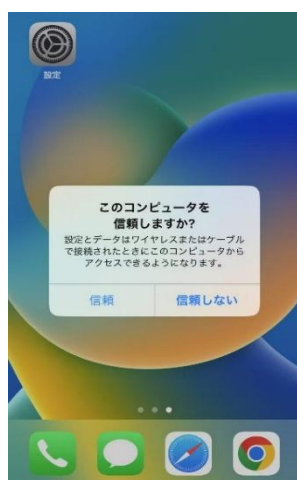 設定
このコンピュータを
信頼しますか?
設定とデータはワイヤレスまたはケーブル
で接続されたときにこのコンピュータから
アクセスできるようになります。
信頼
信頼しない